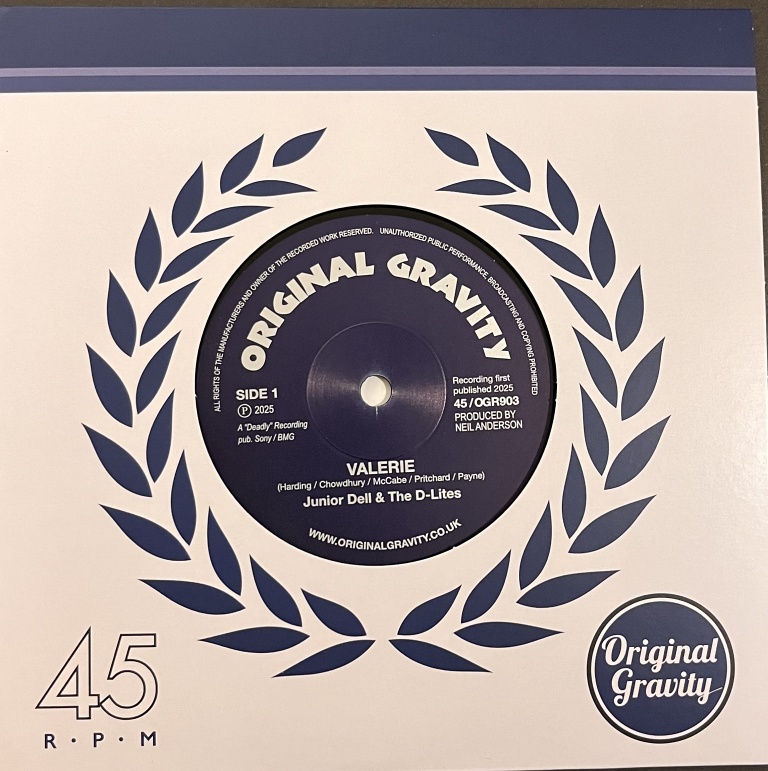 ALL RIGHTS OF THE MANUFACTURERS AND OWNER OF THE RECORDED WORK RESERVED. UNAUTHORIZED PUBLIC PERFORMANCE, BROADCASTING AND COPYING PROHIBITED
ORIGINAL GRAVITY
SIDE 1
Ⓟ 2025
A "Deadly" Recording
pub. Sony / BMG
Recording first
published 2025
45 / OGR903
PRODUCED BY
NEIL ANDERSON
VALERIE
(Harding / Chowdhury / McCabe / Pritchard / Payne)
Junior Dell & The D-Lites
WWW.ORIGINALGRAVITY.CO.UK
45
R · P · M
Original
Gravity